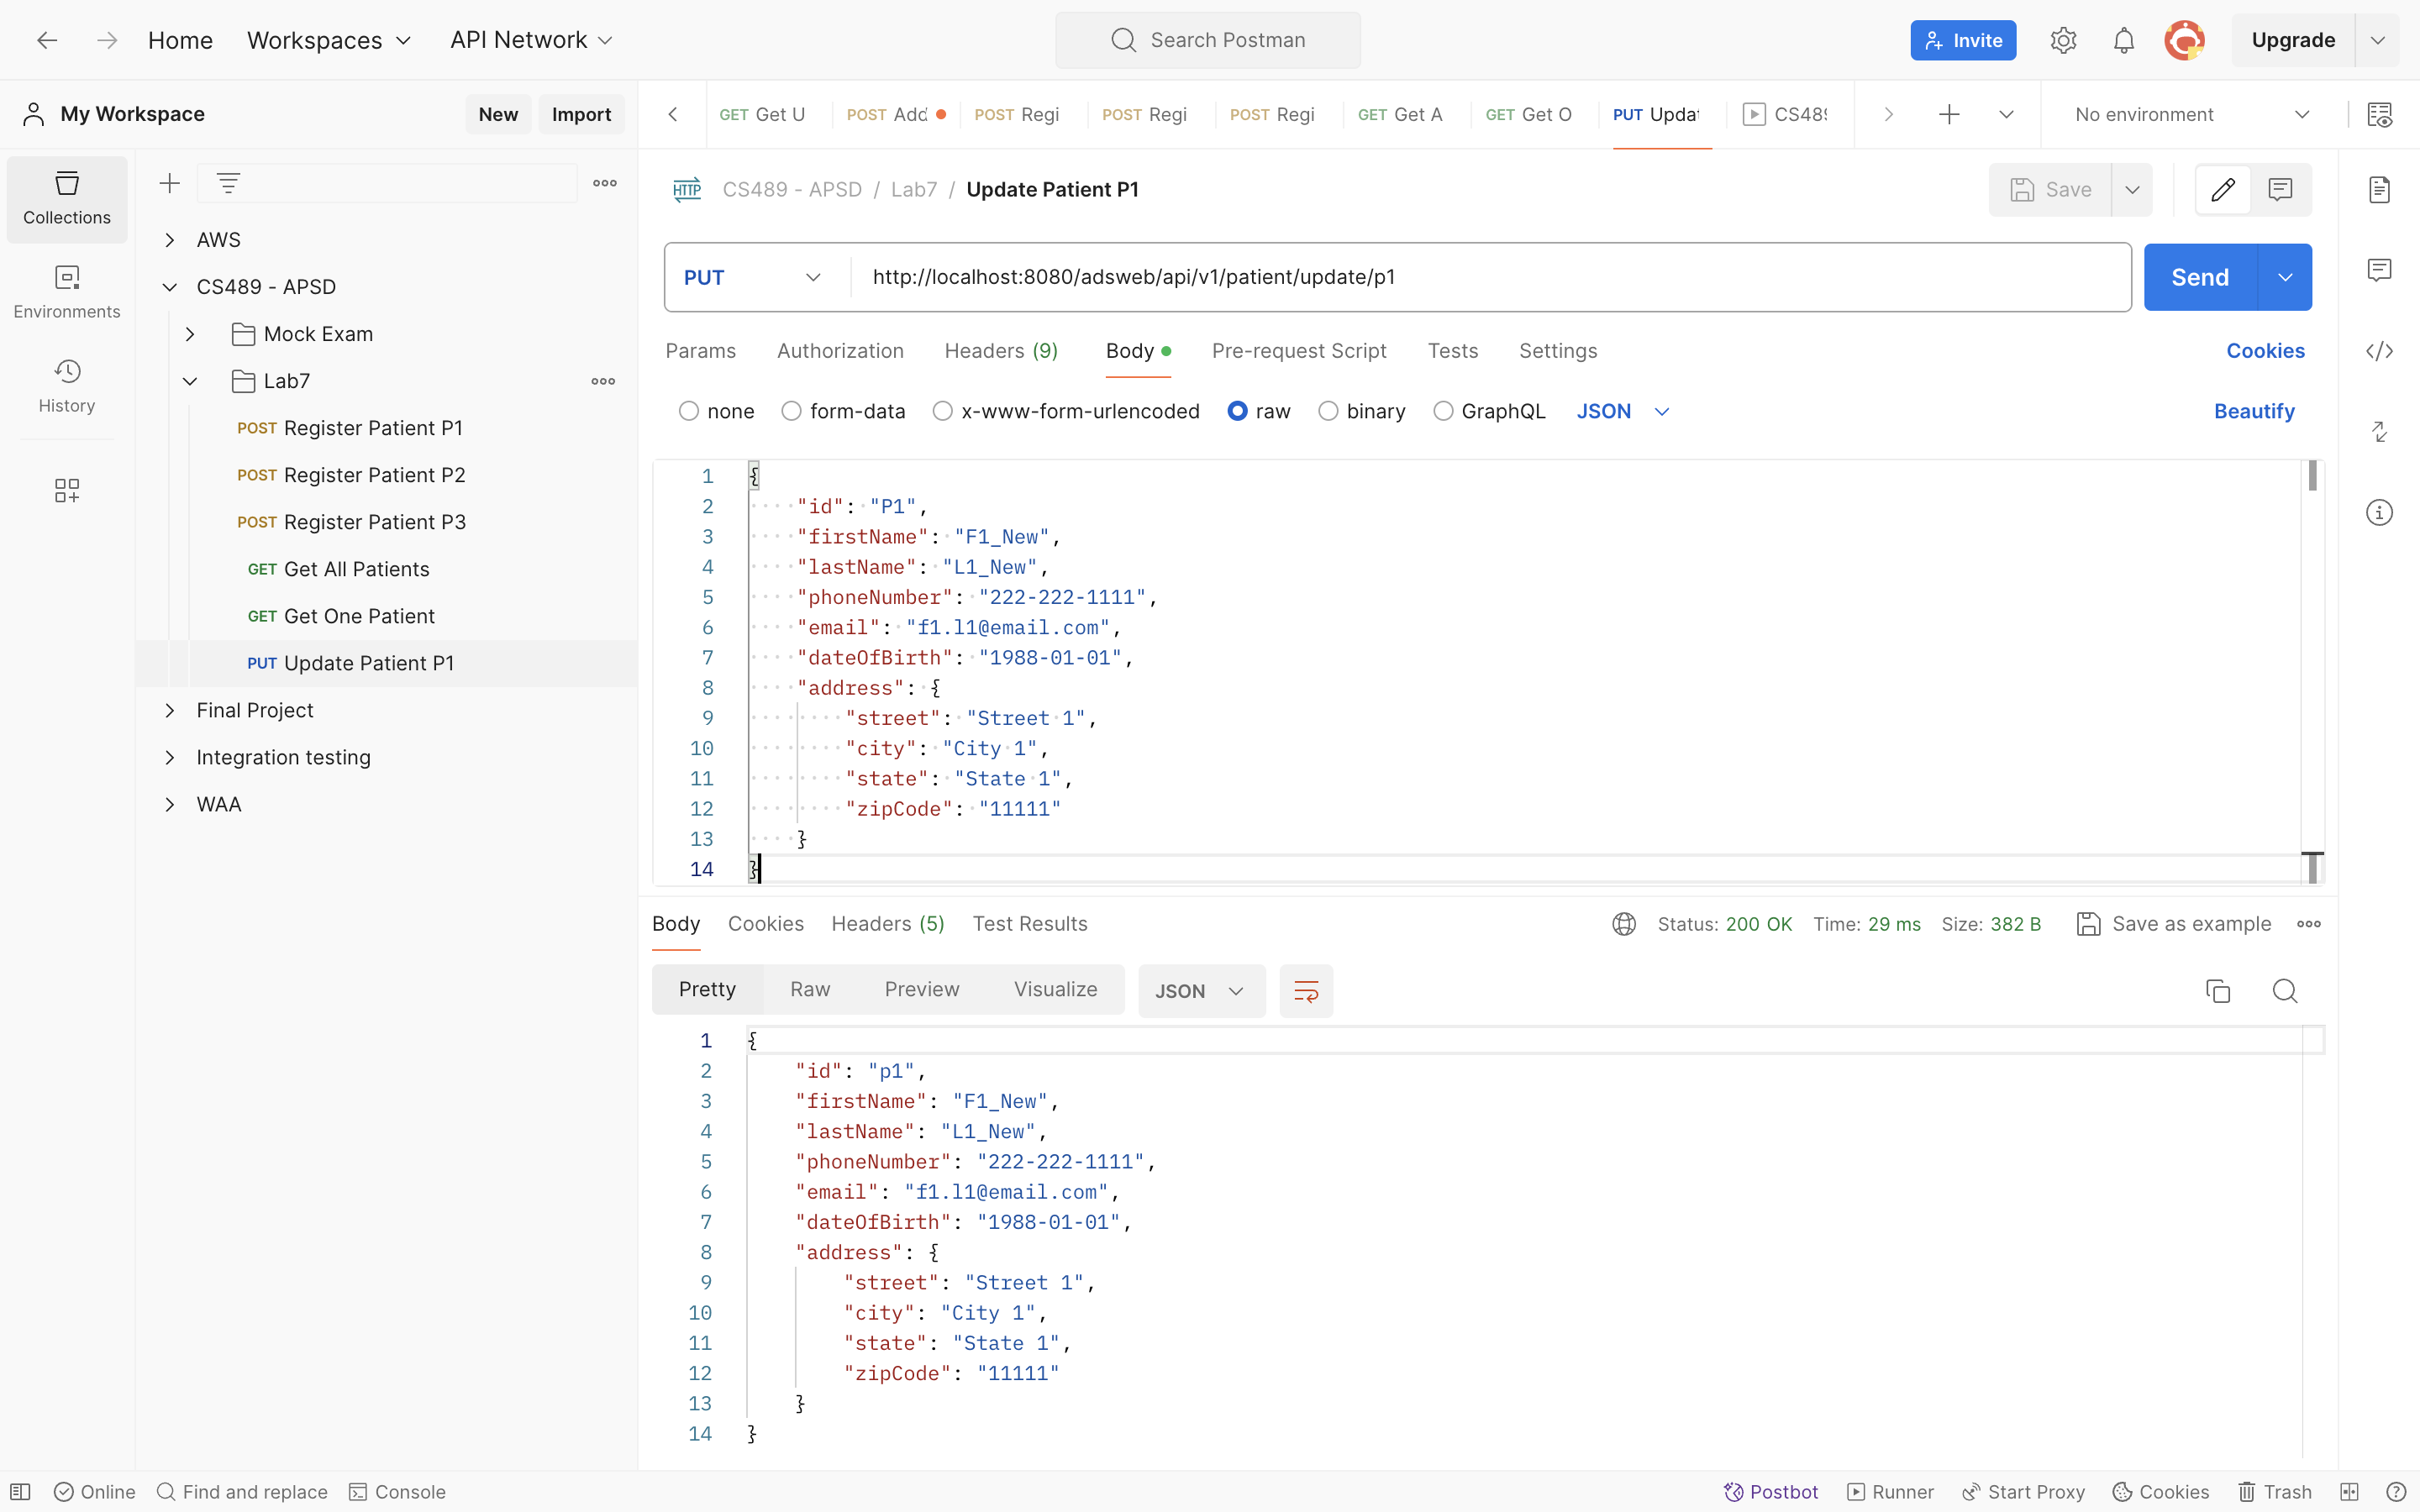 Home Workspaces API Network Search Postman Invite Upgrade
My Workspace New Import
GET Get U POST Add POST Regi POST Regi POST Regi GET Get A GET Get O PUT Updat CS489 No environment
Collections
Environments
History
AWS
CS489 - APSD
Mock Exam
Lab7
POST Register Patient P1
POST Register Patient P2
POST Register Patient P3
GET Get All Patients
GET Get One Patient
PUT Update Patient P1
Final Project
Integration testing
WAA
HTTP CS489 - APSD / Lab7 / Update Patient P1 Save
PUT http://localhost:8080/adsweb/api/v1/patient/update/p1 Send
Params Authorization Headers (9) Body Pre-request Script Tests Settings Cookies
none form-data x-www-form-urlencoded raw binary GraphQL JSON Beautify
1 {
2 "id": "P1",
3 "firstName": "F1_New",
4 "lastName": "L1_New",
5 "phoneNumber": "222-222-1111",
6 "email": "f1.l1@email.com",
7 "dateOfBirth": "1988-01-01",
8 "address": {
9 "street": "Street 1",
10 "city": "City 1",
11 "state": "State 1",
12 "zipCode": "11111"
13 }
14 }
Body Cookies Headers (5) Test Results Status: 200 OK Time: 29 ms Size: 382 B Save as example
Pretty Raw Preview Visualize JSON
1 {
2 "id": "p1",
3 "firstName": "F1_New",
4 "lastName": "L1_New",
5 "phoneNumber": "222-222-1111",
6 "email": "f1.l1@email.com",
7 "dateOfBirth": "1988-01-01",
8 "address": {
9 "street": "Street 1",
10 "city": "City 1",
11 "state": "State 1",
12 "zipCode": "11111"
13 }
14 }
Online Find and replace Console Postbot Runner Start Proxy Cookies Trash